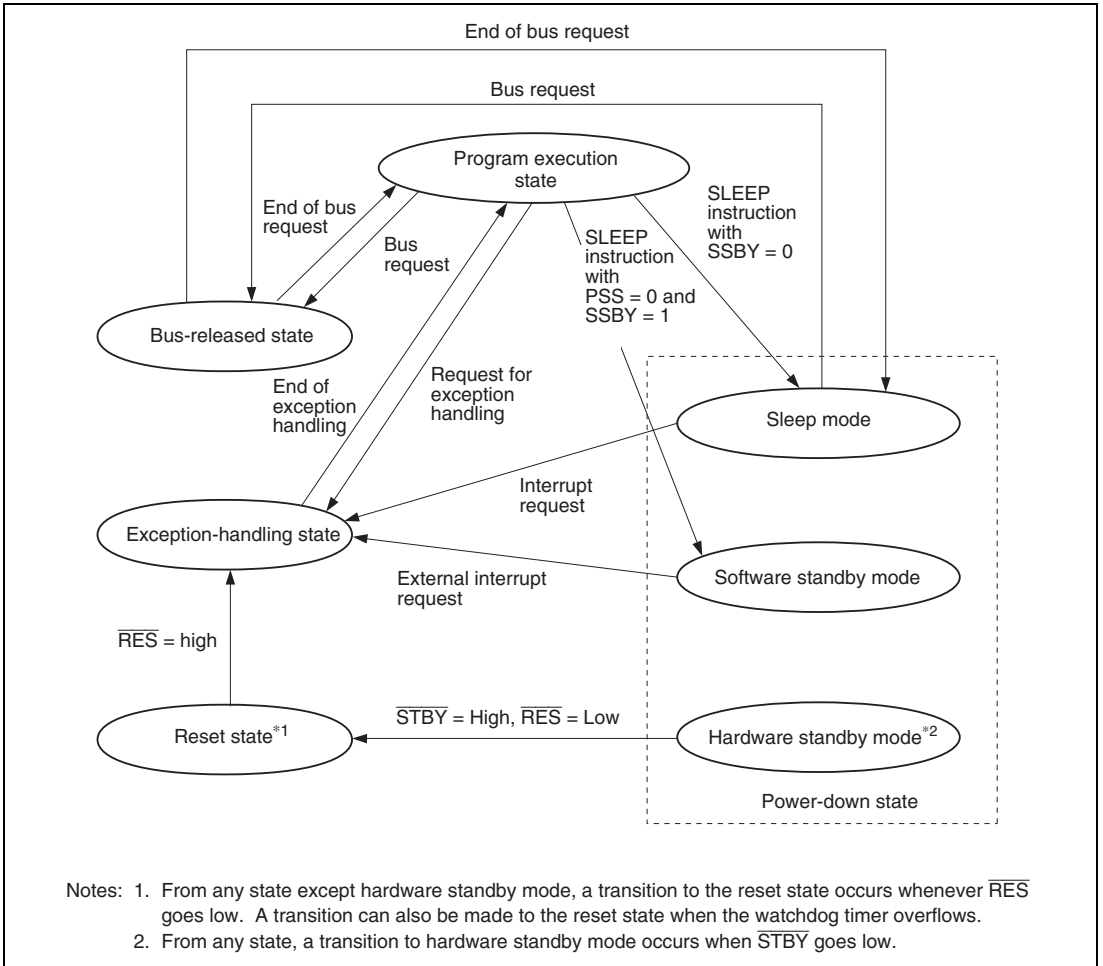 End of bus request
Bus request
Program execution
state
End of bus
request
Bus
request
SLEEP
instruction
with
PSS = 0 and
SSBY = 1
SLEEP
instruction
with
SSBY = 0
Bus-released state
End of
exception
handling
Request for
exception
handling
Sleep mode
Interrupt
request
Exception-handling state
External interrupt
request
Software standby mode
R̅E̅S̅ = high
S̅T̅B̅Y̅ = High, R̅E̅S̅ = Low
Reset state*1
Hardware standby mode*2
Power-down state
Notes: 1. From any state except hardware standby mode, a transition to the reset state occurs whenever R̅E̅S̅
goes low. A transition can also be made to the reset state when the watchdog timer overflows.
2. From any state, a transition to hardware standby mode occurs when S̅T̅B̅Y̅ goes low.